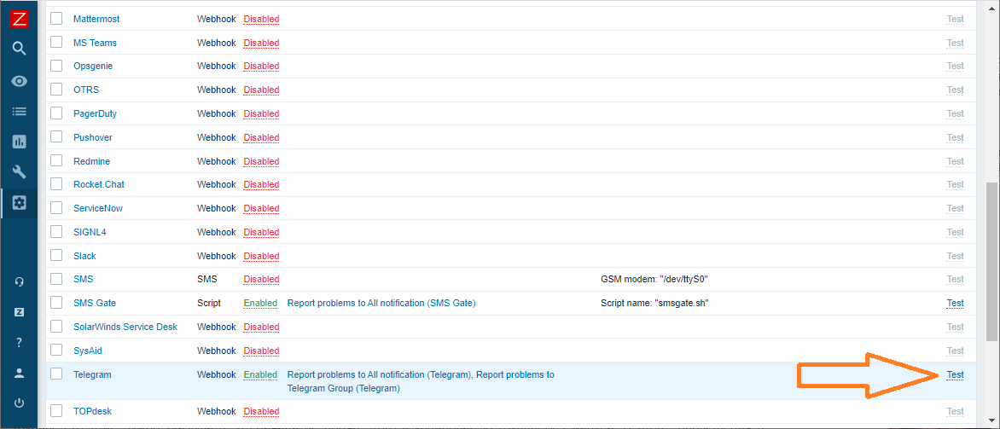 Z
Mattermost Webhook Disabled Test
MS Teams Webhook Disabled Test
Opsgenie Webhook Disabled Test
OTRS Webhook Disabled Test
PagerDuty Webhook Disabled Test
Pushover Webhook Disabled Test
Redmine Webhook Disabled Test
Rocket.Chat Webhook Disabled Test
ServiceNow Webhook Disabled Test
SIGNL4 Webhook Disabled Test
Slack Webhook Disabled Test
SMS SMS Disabled GSM modem: "/dev/ttyS0" Test
SMS Gate Script Enabled Report problems to All notification (SMS Gate) Script name: "smsgate.sh" Test
Z
SolarWinds Service Desk Webhook Disabled Test
?
SysAid Webhook Disabled Test
Telegram Webhook Enabled Report problems to All notification (Telegram), Report problems to Test
Telegram Group (Telegram)
TOPdesk Webhook Disabled Test